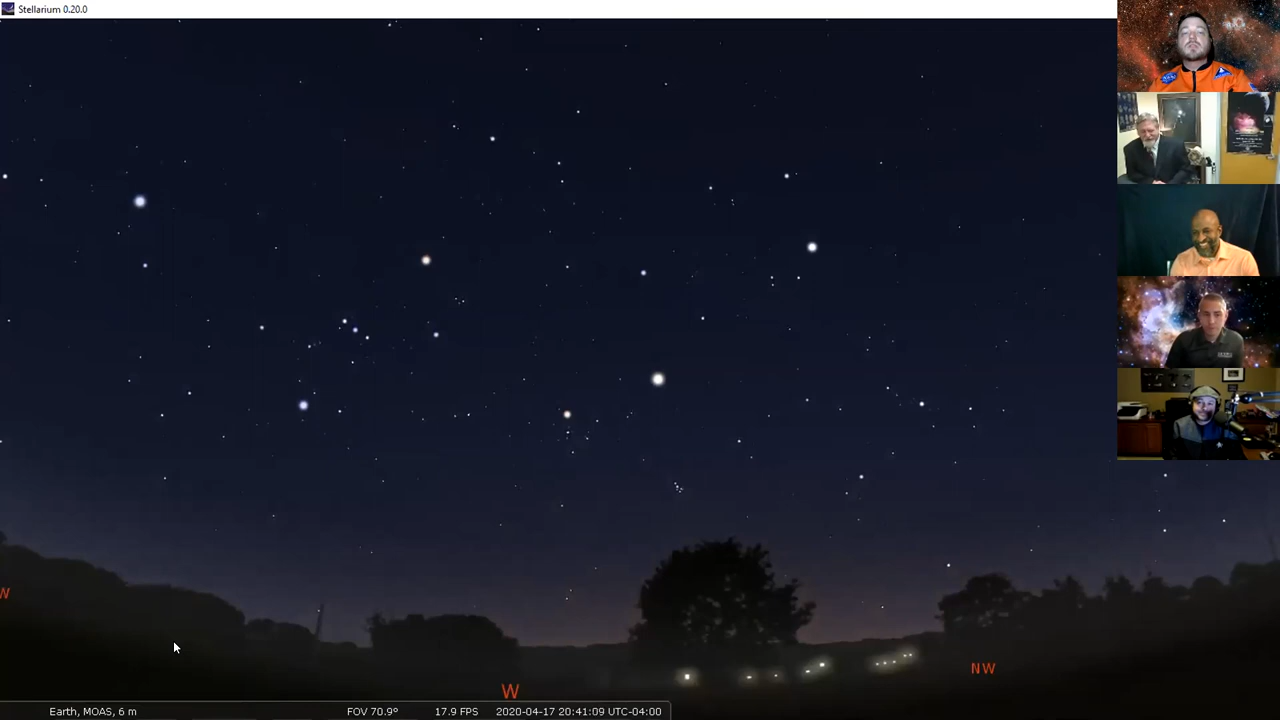 Stellarium 0.20.0
W
W
NW
Earth, MOAS, 6 m
FOV 70.9°
17.9 FPS
2020-04-17 20:41:09 UTC-04:00